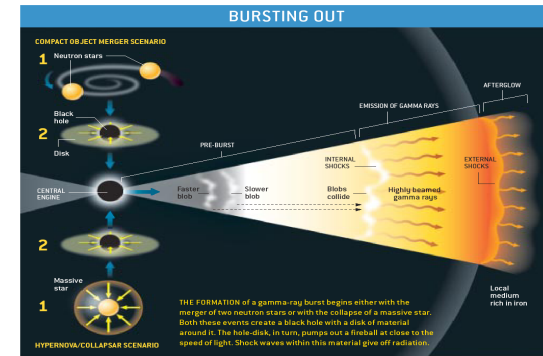 BURSTING OUT
COMPACT OBJECT MERGER SCENARIO
1
Neutron stars
Black
hole
2
Disk
CENTRAL
ENGINE
2
Massive
star
1
HYPERNOVA/COLLAPSAR SCENARIO
PRE-BURST
Faster
blob
Slower
blob
EMISSION OF GAMMA RAYS
INTERNAL
SHOCKS
Blobs
collide
Highly beamed
gamma rays
AFTERGLOW
EXTERNAL
SHOCKS
Local
medium
rich in iron
THE FORMATION of a gamma-ray burst begins either with the
merger of two neutron stars or with the collapse of a massive star.
Both these events create a black hole with a disk of material
around it. The hole-disk, in turn, pumps out a fireball at close to the
speed of light. Shock waves within this material give off radiation.